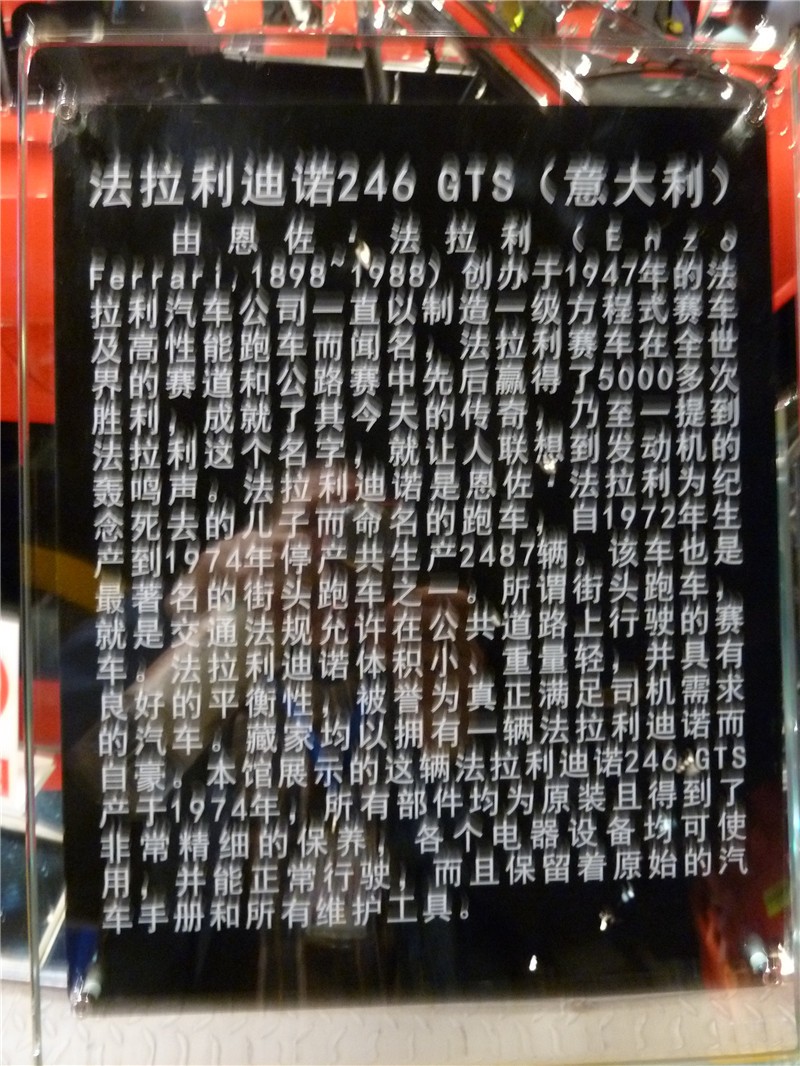 法拉利迪诺246 GTS（意大利）
由恩佐·法拉利（Enzo
Ferrari,1898~1988）创办于1947年的法
拉利汽车公司一直以制造一级方程式赛车
及高性能跑车而闻名，法拉利赛车在全世
界的赛道和公路赛中先后赢得了5000多次
胜利，成就了其今天的传奇，乃至一提到
法拉利这个名字，就让人联想到发动机的
轰鸣声。法拉利迪诺是恩佐·法拉利为纪
念死去的儿子而命名的跑车，自1972年生
产到1974年停产共生产2487辆。该车也是
最著名的街头跑车之一。所谓街头跑车，
就是交通法规允许在公共道路上行驶的赛
车。法拉利迪诺，体积小、重量轻，并具有
良好的平衡性，被誉为真正满足司机需求
的汽车。藏家均以拥有一辆法拉利迪诺而
自豪。本馆展示的这辆法拉利迪诺246 GTS
产于1974年，所有部件均为原装且得到了
非常精细的保养，各个电器设备均可使
用，并能正常行驶，而且保留着原始的汽
车手册和所有维护工具。